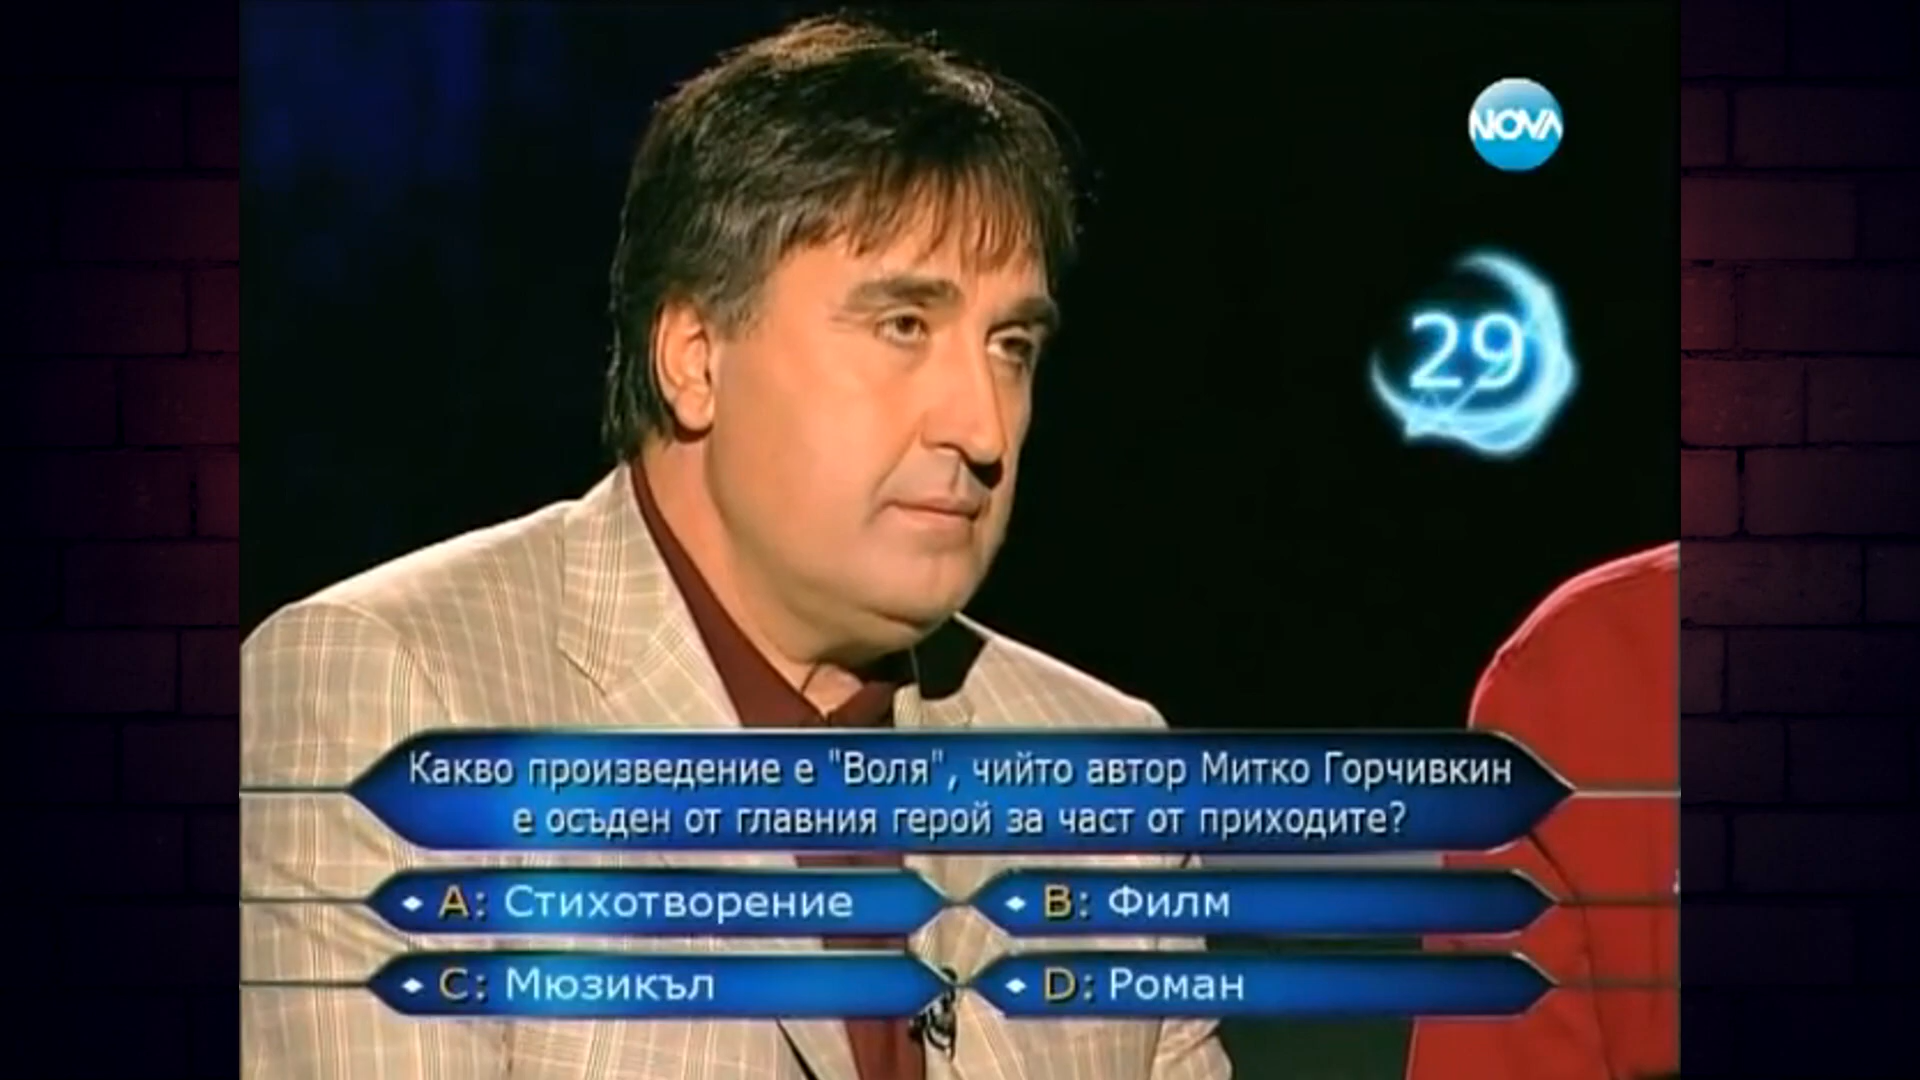 NOVA
29
Какво произведение е "Воля", чийто автор Митко Горчивкин
е осъден от главния герой за част от приходите?
A: Стихотворение
B: Филм
C: Мюзикъл
D: Роман